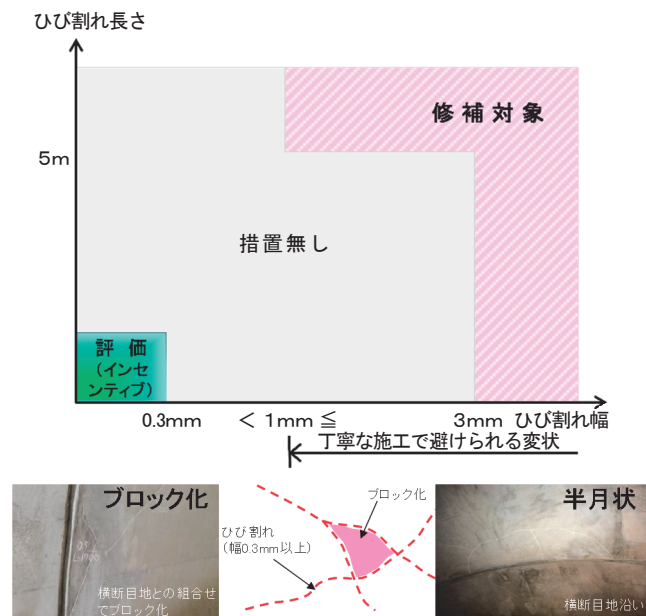 ひび割れ長さ
修補対象
5m
措置無し
評価
(インセ
ンティブ)
0.3mm ＜ 1mm ≦ 3mm ひび割れ幅
丁寧な施工で避けられる変状
ブロック化
横断目地との組合せ
でブロック化
ブロック化
ひび割れ
（幅0.3mm以上）
半月状
横断目地沿い